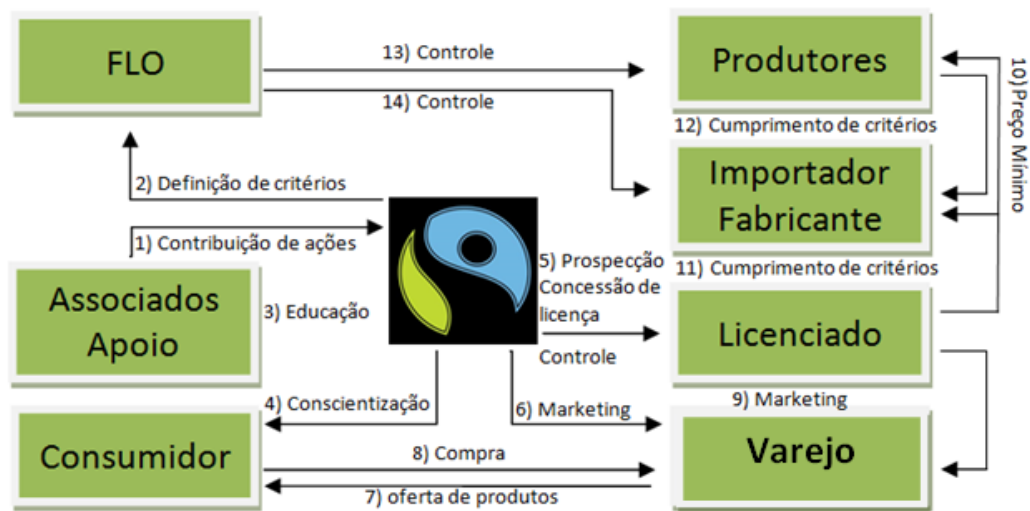 FLO
13) Controle
14) Controle
Produtores
10) Preço Mínimo
12) Cumprimento de critérios
2) Definição de critérios
Importador
Fabricante
1) Contribuição de ações
11) Cumprimento de critérios
Associados
Apoio
3) Educação
5) Prospecção
Concessão de
licença
Controle
Licenciado
4) Conscientização
6) Marketing
9) Marketing
Consumidor
8) Compra
7) oferta de produtos
Varejo